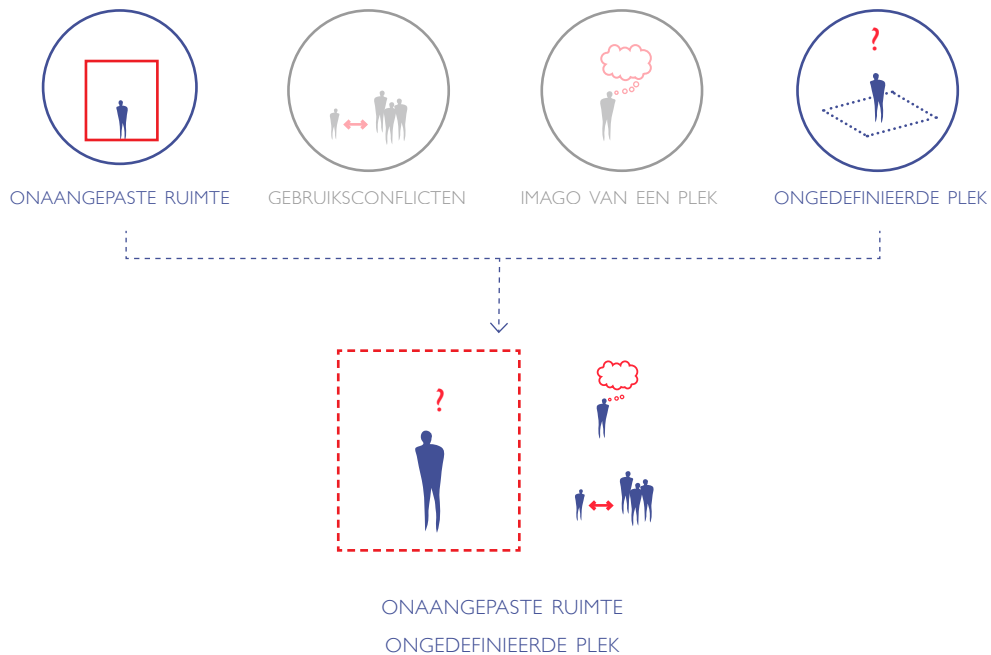 ?
?
ONAANGEPASTE RUIMTE
GEBRUIKSCONFLICTEN
IMAGO VAN EEN PLEK
ONGEDEFINIEERDE PLEK
?
ONAANGEPASTE RUIMTE
ONGEDEFINIEERDE PLEK